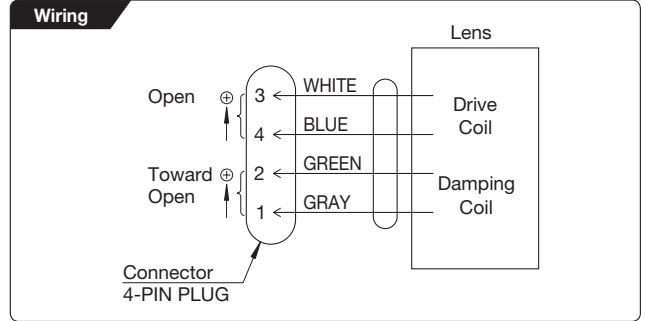 Wiring
Lens
Open ⊕ 3 WHITE
Drive
Coil
4 BLUE
Toward ⊕ 2 GREEN
Open
Damping
Coil
1 GRAY
Connector
4-PIN PLUG